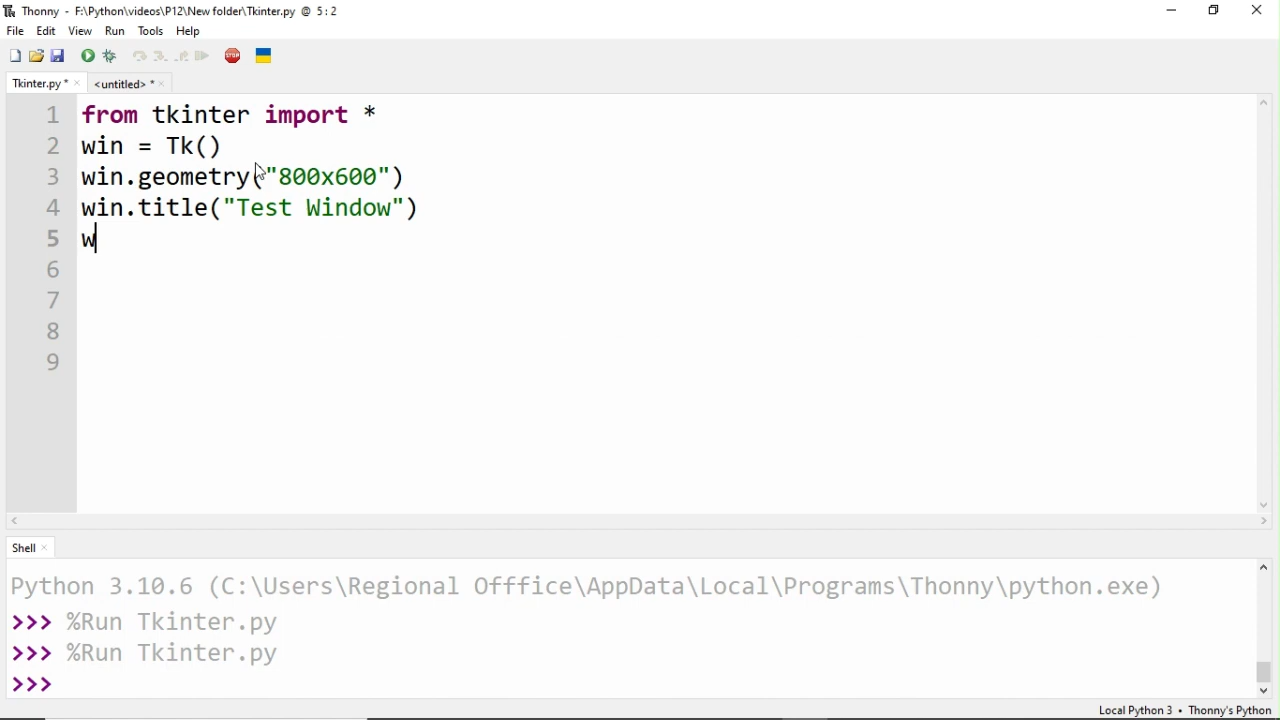 Thonny - F:\Python\videos\P12\New folder\Tkinter.py @ 5:2
File Edit View Run Tools Help
STOP
Tkinter.py * × <untitled> * ×
1 from tkinter import *
2 win = Tk()
3 win.geometry("800x600")
4 win.title("Test Window")
5 w
6
7
8
9
Shell ×
Python 3.10.6 (C:\Users\Regional Offfice\AppData\Local\Programs\Thonny\python.exe)
>>> %Run Tkinter.py
>>> %Run Tkinter.py
>>>
Local Python 3 • Thonny's Python